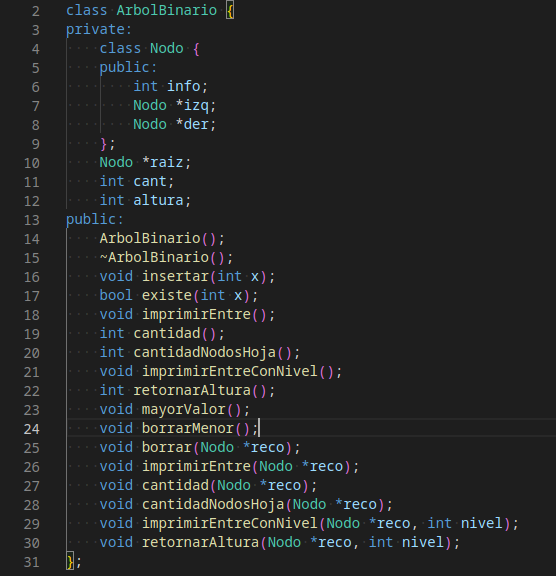 2 class ArbolBinario {
3 private:
4     class Nodo {
5     public:
6         int info;
7         Nodo *izq;
8         Nodo *der;
9     };
10     Nodo *raiz;
11     int cant;
12     int altura;
13 public:
14     ArbolBinario();
15     ~ArbolBinario();
16     void insertar(int x);
17     bool existe(int x);
18     void imprimirEntre();
19     int cantidad();
20     int cantidadNodosHoja();
21     void imprimirEntreConNivel();
22     int retornarAltura();
23     void mayorValor();
24     void borrarMenor();
25     void borrar(Nodo *reco);
26     void imprimirEntre(Nodo *reco);
27     void cantidad(Nodo *reco);
28     void cantidadNodosHoja(Nodo *reco);
29     void imprimirEntreConNivel(Nodo *reco, int nivel);
30     void retornarAltura(Nodo *reco, int nivel);
31 };